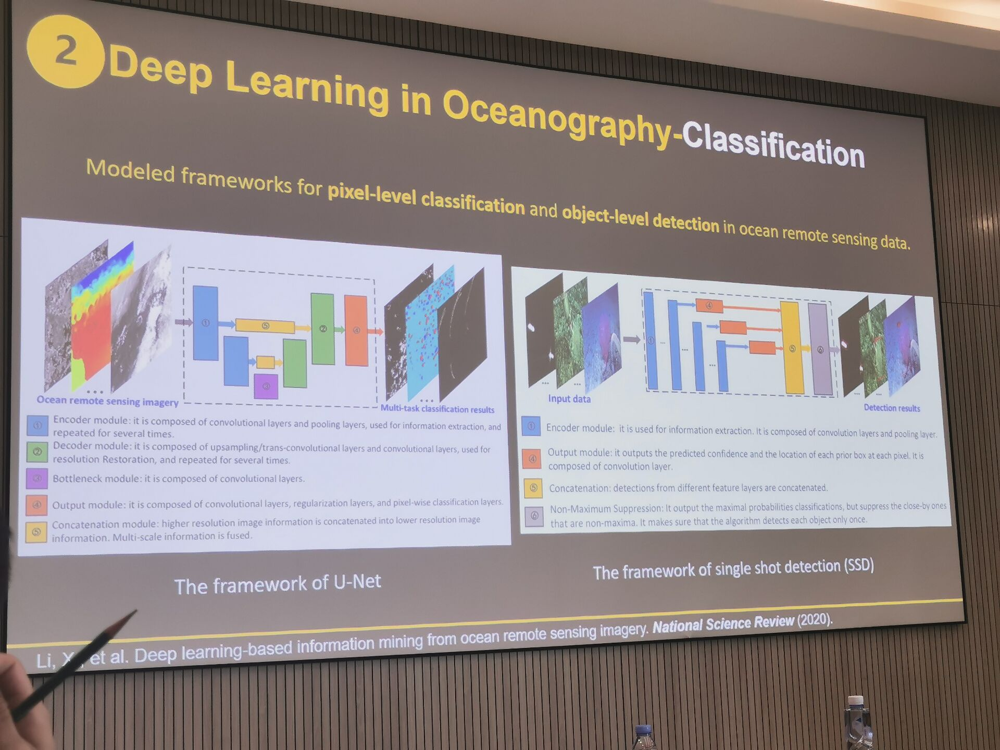 2
Deep Learning in Oceanography-Classification
Modeled frameworks for pixel-level classification and object-level detection in ocean remote sensing data.
①
⑤
②
④
③
Ocean remote sensing imagery
Multi-task classification results
① Encoder module: it is composed of convolutional layers and pooling layers, used for information extraction, and
repeated for several times.
② Decoder module: it is composed of upsampling/trans-convolutional layers and convolutional layers, used for
resolution Restoration, and repeated for several times.
③ Bottleneck module: it is composed of convolutional layers.
④ Output module: it is composed of convolutional layers, regularization layers, and pixel-wise classification layers.
⑤ Concatenation module: higher resolution image information is concatenated into lower resolution image
information. Multi-scale information is fused.
The framework of U-Net
①
④
⑤
⑥
Input data
Detection results
① Encoder module: it is used for information extraction. It is composed of convolution layers and pooling layer.
④ Output module: it outputs the predicted confidence and the location of each prior box at each pixel. It is
composed of convolution layer.
⑤ Concatenation: detections from different feature layers are concatenated.
⑥ Non-Maximum Suppression: It output the maximal probabilities classifications, but suppress the close-by ones
that are non-maxima. It makes sure that the algorithm detects each object only once.
The framework of single shot detection (SSD)
Li, X., et al. Deep learning-based information mining from ocean remote sensing imagery. National Science Review (2020).